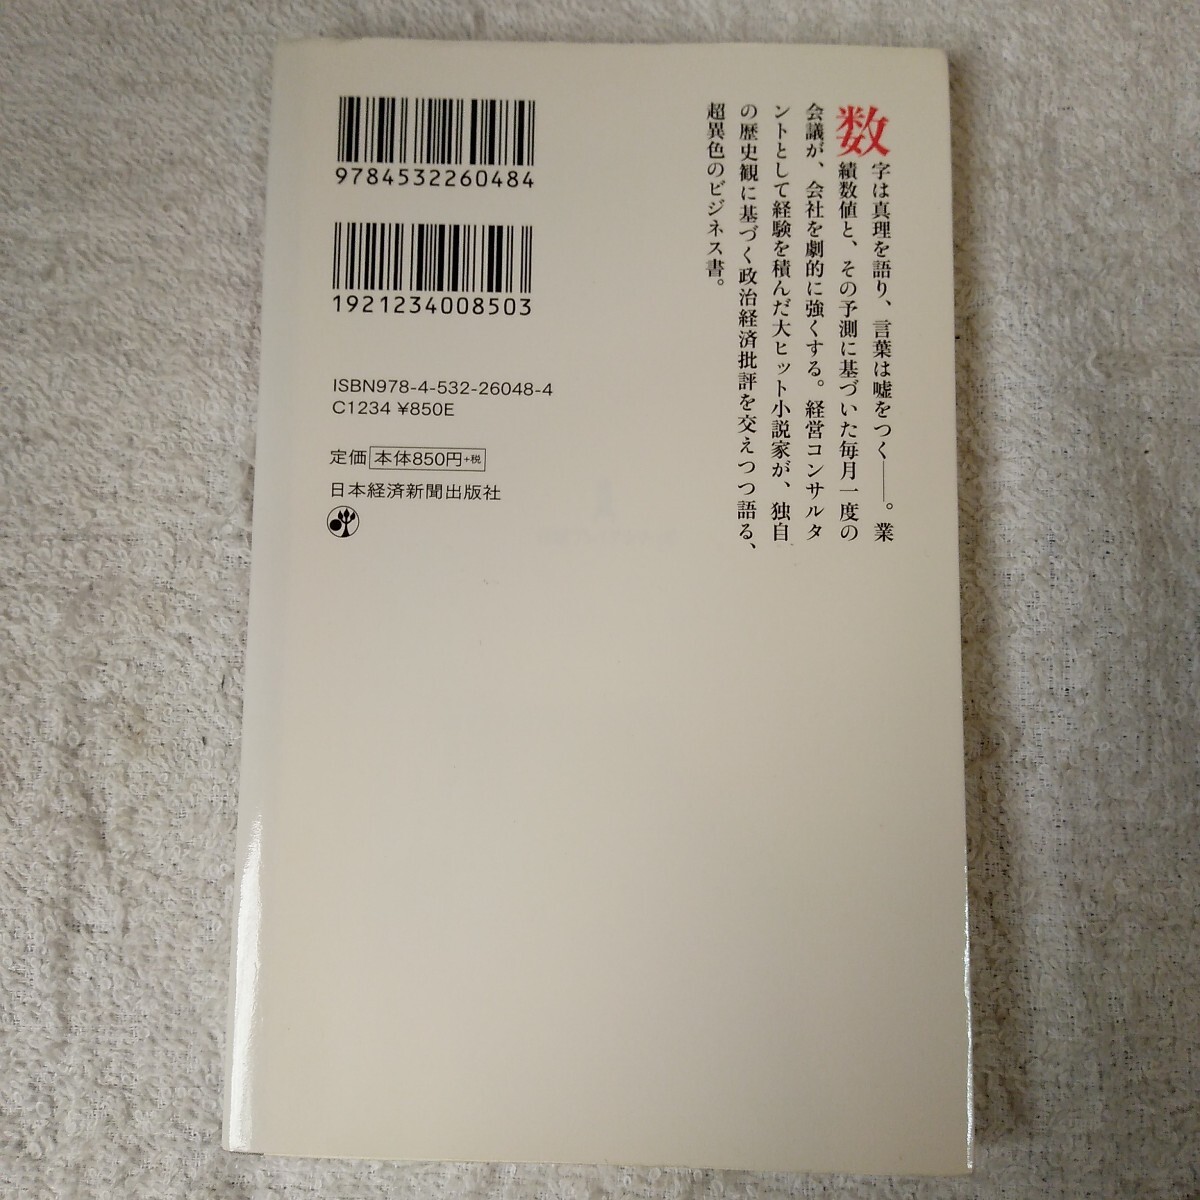 数字は真理を語り、言葉は嘘をつく――。業
績数値と、その予測に基づいた毎月一度の
会議が、会社を劇的に強くする。経営コンサルタ
ントとして経験を積んだ大ヒット小説家が、独自
の歴史観に基づく政治経済批評を交えつつ語る、
超異色のビジネス書。
9784532260484
1921234008503
ISBN978-4-532-26048-4
C1234 ¥850E
定価 本体850円+税
日本経済新聞出版社